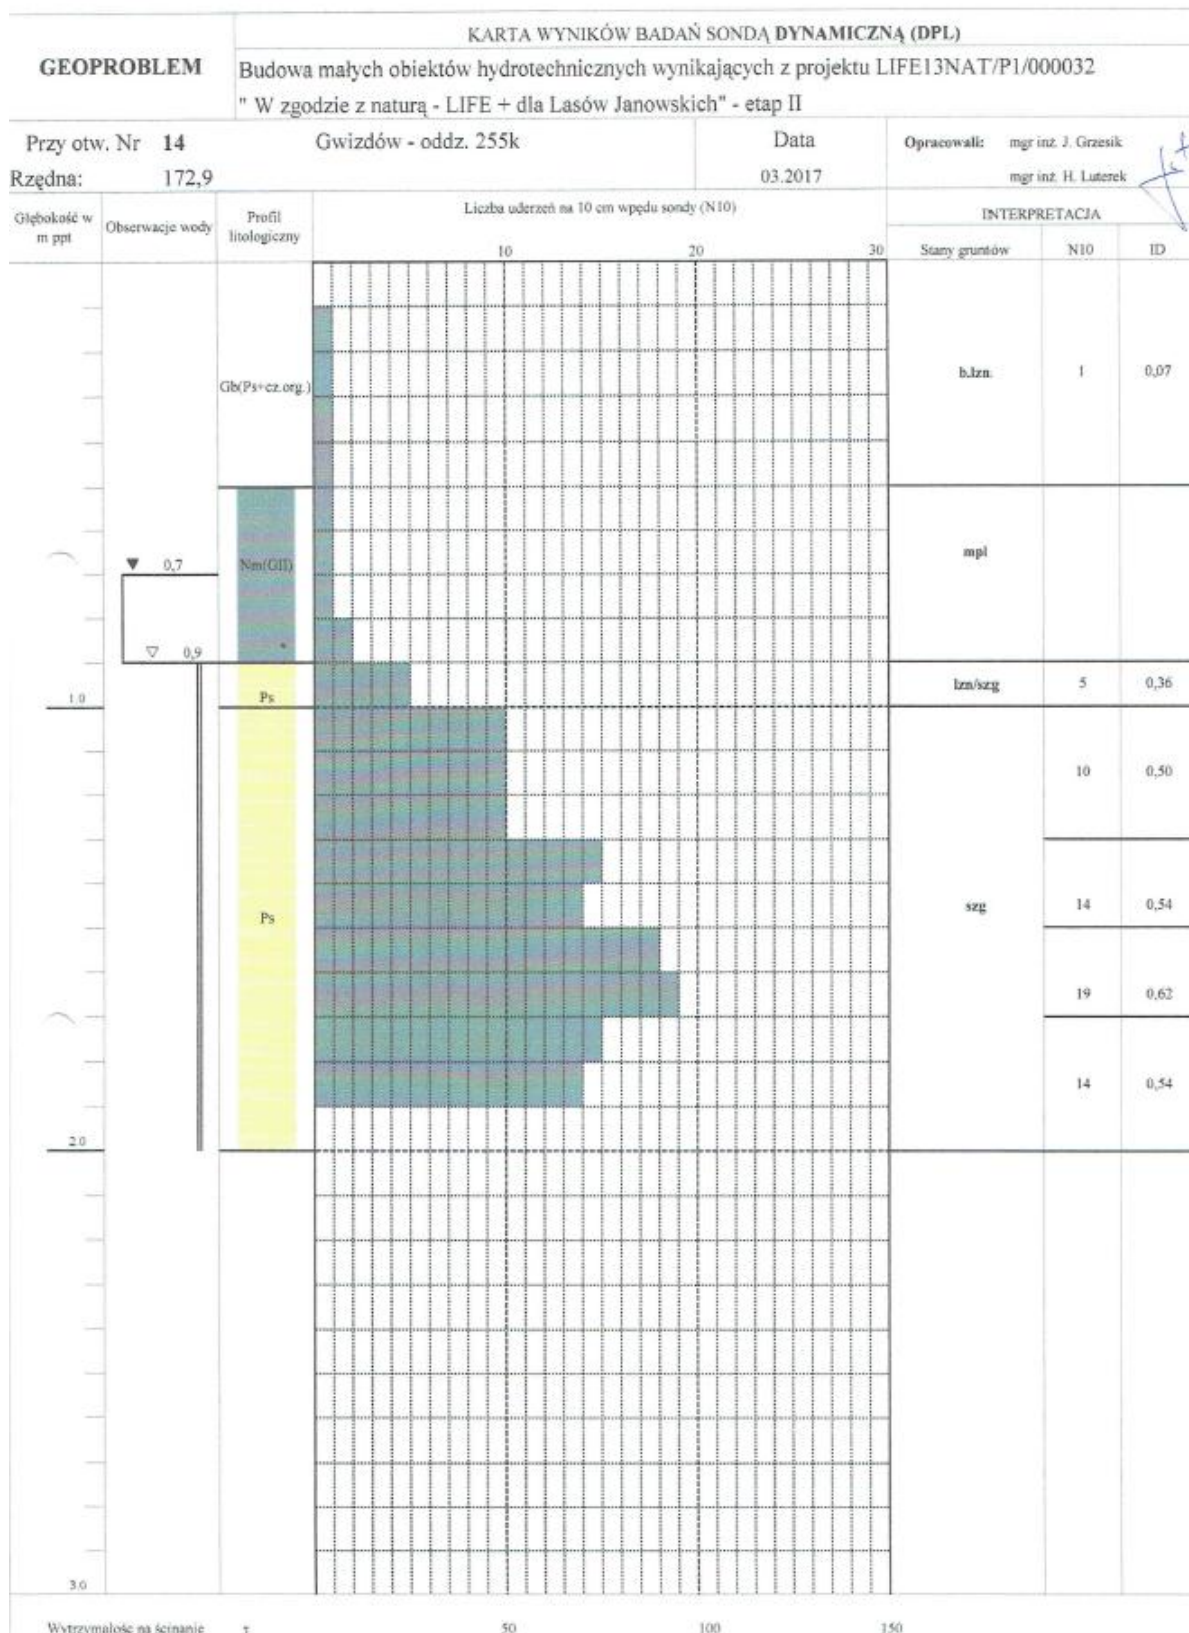 KARTA WYNIKÓW BADAŃ SONDĄ DYNAMICZNĄ (DPL)
GEOPROBLEM
Budowa małych obiektów hydrotechnicznych wynikających z projektu LIFE13NAT/P1/000032
" W zgodzie z naturą - LIFE + dla Lasów Janowskich" - etap II
Przy otw. Nr 14 Gwizdów - oddz. 255k Data Opracowali: mgr inż. J. Grzesik
Rzędna: 172,9 03.2017 mgr inż. H. Luterek
Głębokość w m ppt
Obserwacje wody
Profil litologiczny
Liczba uderzeń na 10 cm wpędu sondy (N10)
INTERPRETACJA
10 20 30
Stany gruntów N10 ID
Gb(Ps+cz.org.) b.lzn. 1 0,07
0,7 mpl
0,9
1.0 Ps lzn/szg 5 0,36
10 0,50
Ps szg 14 0,54
19 0,62
14 0,54
2.0
3.0
Wytrzymałość na ścinanie τ 50 100 150